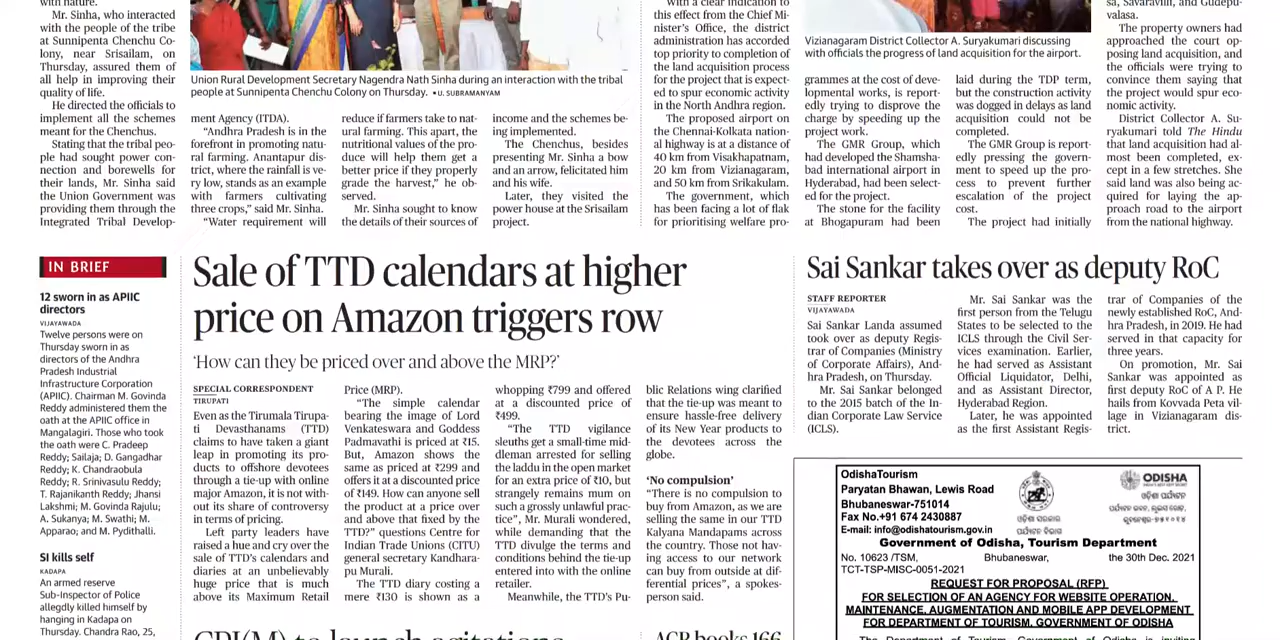 with nature.
Mr. Sinha, who interacted
with the people of the tribe
at Sunnipenta Chenchu Co-
lony, near Srisailam, on
Thursday, assured them of
all help in improving their
quality of life.
He directed the officials to
implement all the schemes
meant for the Chenchus.
Stating that the tribal peo-
ple had sought power con-
nection and borewells for
their lands, Mr. Sinha said
the Union Government was
providing them through the
Integrated Tribal Develop-
Union Rural Development Secretary Nagendra Nath Sinha during an interaction with the tribal
people at Sunnipenta Chenchu Colony on Thursday. •U. SUBRAMANYAM
ment Agency (ITDA).
“Andhra Pradesh is in the
forefront in promoting natu-
ral farming. Anantapur dis-
trict, where the rainfall is ve-
ry low, stands as an example
with farmers cultivating
three crops,” said Mr. Sinha.
“Water requirement will
reduce if farmers take to nat-
ural farming. This apart, the
nutritional values of the pro-
duce will help them get a
better price if they properly
grade the harvest,” he ob-
served.
Mr. Sinha sought to know
the details of their sources of
income and the schemes be-
ing implemented.
The Chenchus, besides
presenting Mr. Sinha a bow
and an arrow, felicitated him
and his wife.
Later, they visited the
power house at the Srisailam
project.
With a clear indication to
this effect from the Chief Mi-
nister’s Office, the district
administration has accorded
top priority to completion of
the land acquisition process
for the project that is expect-
ed to spur economic activity
in the North Andhra region.
The proposed airport on
the Chennai-Kolkata nation-
al highway is at a distance of
40 km from Visakhapatnam,
20 km from Vizianagaram,
and 50 km from Srikakulam.
The government, which
has been facing a lot of flak
for prioritising welfare pro-
Vizianagaram District Collector A. Suryakumari discussing
with officials the progress of land acquisition for the airport.
grammes at the cost of deve-
lopmental works, is report-
edly trying to disprove the
charge by speeding up the
project work.
The GMR Group, which
had developed the Shamsha-
bad international airport in
Hyderabad, had been select-
ed for the project.
The stone for the facility
at Bhogapuram had been
laid during the TDP term,
but the construction activity
was dogged in delays as land
acquisition could not be
completed.
The GMR Group is report-
edly pressing the govern-
ment to speed up the pro-
cess to prevent further
escalation of the project
cost.
The project had initially
sa, Savaravilli, and Gudepu-
valasa.
The property owners had
approached the court op-
posing land acquisition, and
the officials were trying to
convince them saying that
the project would spur eco-
nomic activity.
District Collector A. Su-
ryakumari told The Hindu
that land acquisition had al-
most been completed, ex-
cept in a few stretches. She
said land was also being ac-
quired for laying the ap-
proach road to the airport
from the national highway.
IN BRIEF
12 sworn in as APIIC
directors
VIJAYAWADA
Twelve persons were on
Thursday sworn in as
directors of the Andhra
Pradesh Industrial
Infrastructure Corporation
(APIIC). Chairman M. Govinda
Reddy administered them the
oath at the APIIC office in
Mangalagiri. Those who took
the oath were C. Pradeep
Reddy; Sailaja; D. Gangadhar
Reddy; K. Chandraobula
Reddy; R. Srinivasulu Reddy;
T. Rajanikanth Reddy; Jhansi
Lakshmi; M. Govinda Rajulu;
A. Sukanya; M. Swathi; M.
Apparao; and M. Pydithalli.
SI kills self
KADAPA
An armed reserve
Sub-Inspector of Police
allegdly killed himself by
hanging in Kadapa on
Thursday. Chandra Rao, 25,
Sale of TTD calendars at higher
price on Amazon triggers row
‘How can they be priced over and above the MRP?’
SPECIAL CORRESPONDENT
TIRUPATI
Even as the Tirumala Tirupa-
ti Devasthanams (TTD)
claims to have taken a giant
leap in promoting its pro-
ducts to offshore devotees
through a tie-up with online
major Amazon, it is not with-
out its share of controversy
in terms of pricing.
Left party leaders have
raised a hue and cry over the
sale of TTD’s calendars and
diaries at an unbelievably
huge price that is much
above its Maximum Retail
Price (MRP).
“The simple calendar
bearing the image of Lord
Venkateswara and Goddess
Padmavathi is priced at ₹15.
But, Amazon shows the
same as priced at ₹299 and
offers it at a discounted price
of ₹149. How can anyone sell
the product at a price over
and above that fixed by the
TTD?” questions Centre for
Indian Trade Unions (CITU)
general secretary Kandhara-
pu Murali.
The TTD diary costing a
mere ₹130 is shown as a
whopping ₹799 and offered
at a discounted price of
₹499.
“The TTD vigilance
sleuths get a small-time mid-
dleman arrested for selling
the laddu in the open market
for an extra price of ₹10, but
strangely remains mum on
such a grossly unlawful prac-
tice”, Mr. Murali wondered,
while demanding that the
TTD divulge the terms and
conditions behind the tie-up
entered into with the online
retailer.
Meanwhile, the TTD’s Pu-
blic Relations wing clarified
that the tie-up was meant to
ensure hassle-free delivery
of its New Year products to
the devotees across the
globe.
‘No compulsion’
“There is no compulsion to
buy from Amazon, as we are
selling the same in our TTD
Kalyana Mandapams across
the country. Those not hav-
ing access to our network
can buy from outside at dif-
ferential prices”, a spokes-
person said.
Sai Sankar takes over as deputy RoC
STAFF REPORTER
VIJAYAWADA
Sai Sankar Landa assumed
took over as deputy Regis-
trar of Companies (Ministry
of Corporate Affairs), And-
hra Pradesh, on Thursday.
Mr. Sai Sankar belonged
to the 2015 batch of the In-
dian Corporate Law Service
(ICLS).
Mr. Sai Sankar was the
first person from the Telugu
States to be selected to the
ICLS through the Civil Ser-
vices examination. Earlier,
he had served as Assistant
Official Liquidator, Delhi,
and as Assistant Director,
Hyderabad Region.
Later, he was appointed
as the first Assistant Regis-
trar of Companies of the
newly established RoC, And-
hra Pradesh, in 2019. He had
served in that capacity for
three years.
On promotion, Mr. Sai
Sankar was appointed as
first deputy RoC of A P. He
hails from Kovvada Peta vil-
lage in Vizianagaram dis-
trict.
OdishaTourism
Paryatan Bhawan, Lewis Road
Bhubaneswar-751014
Fax No.+91 674 2430887
E-mail: info@odishatourism.gov.in
ODISHA
Government of Odisha, Tourism Department
No. 10623 /TSM, Bhubaneswar, the 30th Dec. 2021
TCT-TSP-MISC-0051-2021
REQUEST FOR PROPOSAL (RFP)
FOR SELECTION OF AN AGENCY FOR WEBSITE OPERATION,
MAINTENANCE, AUGMENTATION AND MOBILE APP DEVELOPMENT
FOR DEPARTMENT OF TOURISM, GOVERNMENT OF ODISHA
The Department of Tourism, Government of Odisha is inviting
CPI(M) to launch agitations
ACB books 166